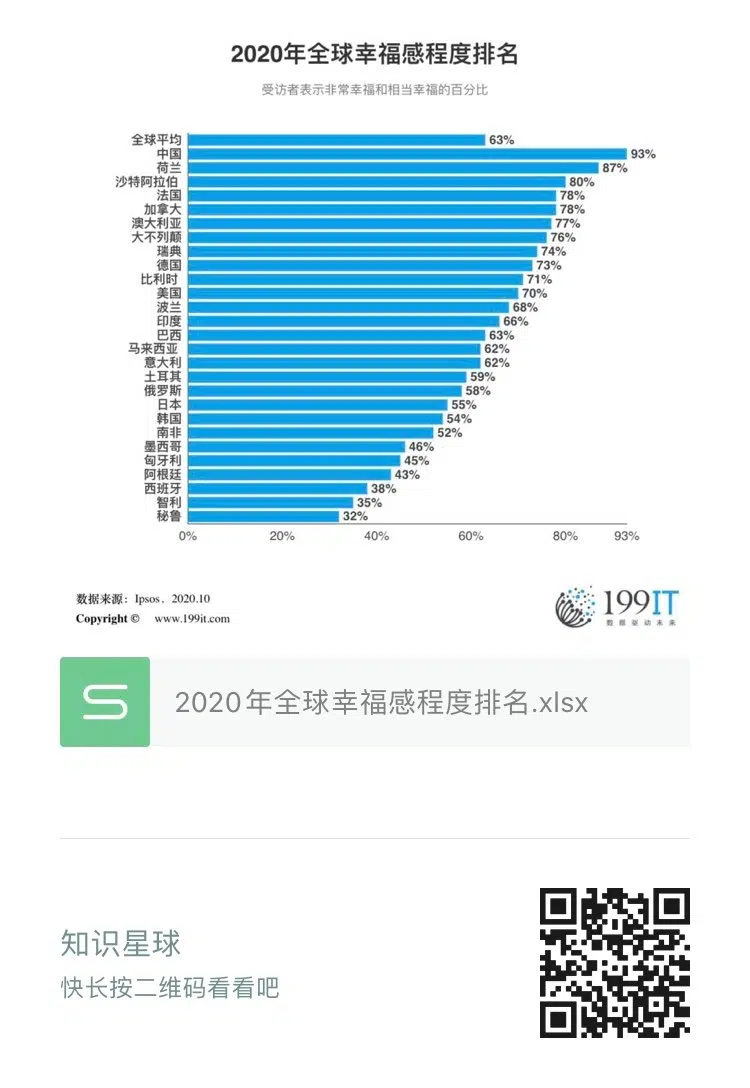 2020年全球幸福感程度排名
受访者表示非常幸福和相当幸福的百分比
全球平均 63%
中国 93%
荷兰 87%
沙特阿拉伯 80%
法国 78%
加拿大 78%
澳大利亚 77%
大不列颠 76%
瑞典 74%
德国 73%
比利时 71%
美国 70%
波兰 68%
印度 66%
巴西 63%
马来西亚 62%
意大利 62%
土耳其 59%
俄罗斯 58%
日本 55%
韩国 54%
南非 52%
墨西哥 46%
匈牙利 45%
阿根廷 43%
西班牙 38%
智利 35%
秘鲁 32%
0% 20% 40% 60% 80% 93%
数据来源：Ipsos，2020.10
Copyright © www.199it.com
199IT
数据驱动未来
2020年全球幸福感程度排名.xlsx
知识星球
快长按二维码看看吧